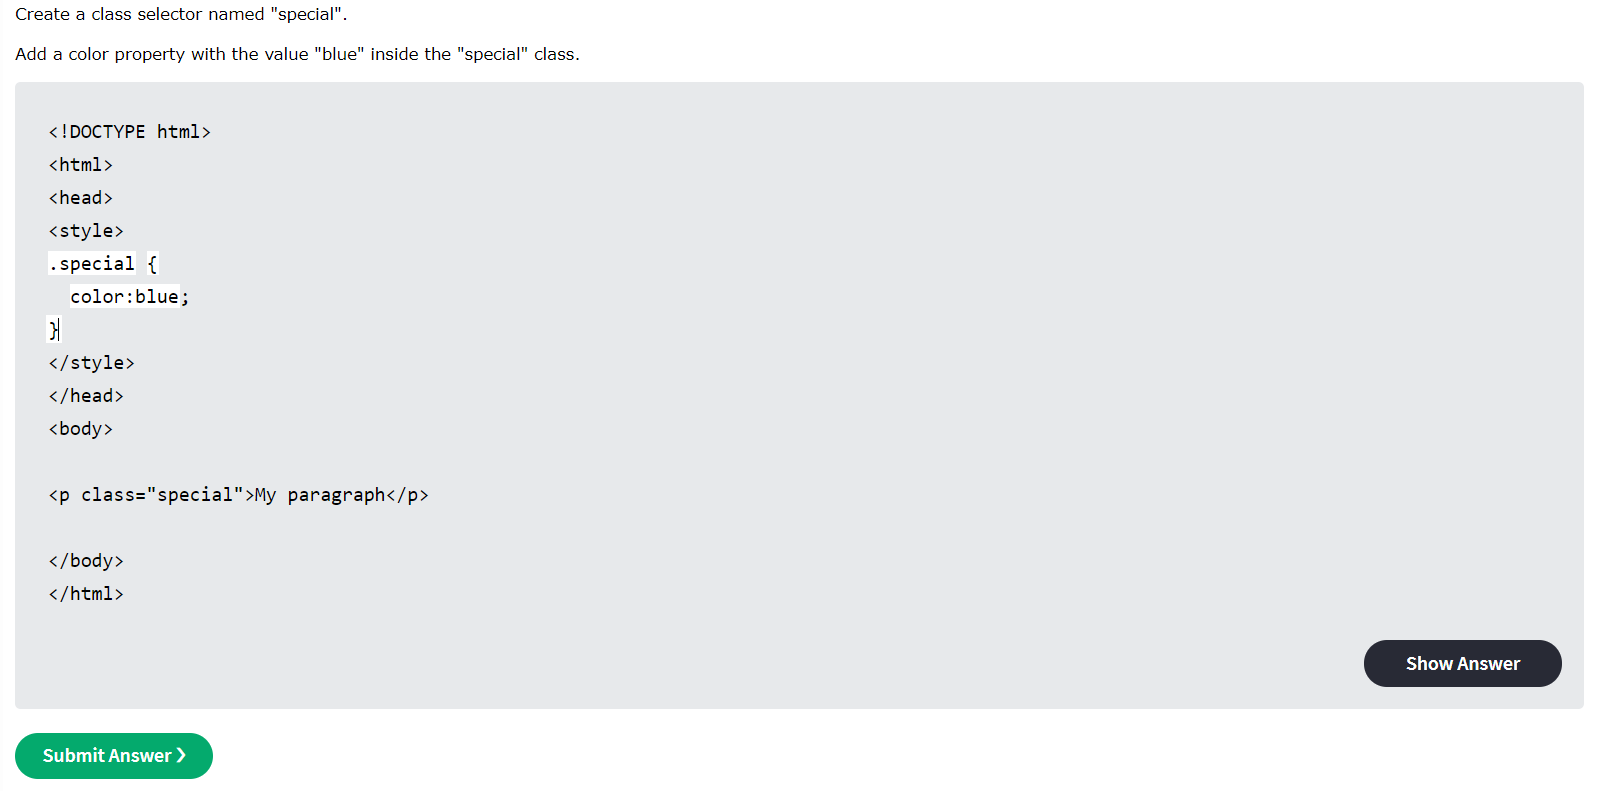 Create a class selector named "special".
Add a color property with the value "blue" inside the "special" class.
<!DOCTYPE html>
<html>
<head>
<style>
.special {
  color:blue;
}
</style>
</head>
<body>
<p class="special">My paragraph</p>
</body>
</html>
Show Answer
Submit Answer ❯